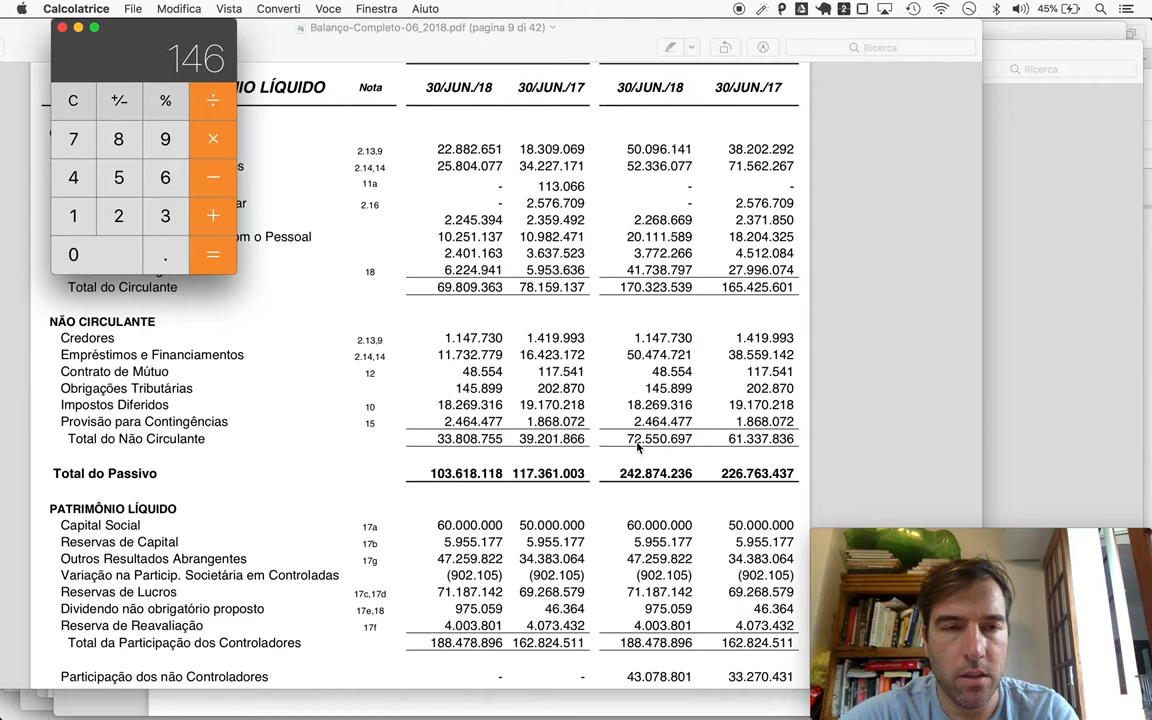 Calcolatrice File Modifica Vista Converti Voce Finestra Aiuto 2 45%
Balanço-Completo-06_2018.pdf (pagina 9 di 42)
Ricerca
Ricerca
146
C +/- % ÷
7 8 9 ×
4 5 6 −
1 2 3 +
0 . =
IO LÍQUIDO Nota 30/JUN./18 30/JUN./17 30/JUN./18 30/JUN./17
2.13,9 22.882.651 18.309.069 50.096.141 38.202.292
s 2.14,14 25.804.077 34.227.171 52.336.077 71.562.267
11a - 113.066 - -
ar 2.16 - 2.576.709 - 2.576.709
2.245.394 2.359.492 2.268.669 2.371.850
om o Pessoal 10.251.137 10.982.471 20.111.589 18.204.325
2.401.163 3.637.523 3.772.266 4.512.084
18 6.224.941 5.953.636 41.738.797 27.996.074
Total do Circulante 69.809.363 78.159.137 170.323.539 165.425.601
NÃO CIRCULANTE
Credores 2.13,9 1.147.730 1.419.993 1.147.730 1.419.993
Empréstimos e Financiamentos 2.14,14 11.732.779 16.423.172 50.474.721 38.559.142
Contrato de Mútuo 12 48.554 117.541 48.554 117.541
Obrigações Tributárias 145.899 202.870 145.899 202.870
Impostos Diferidos 10 18.269.316 19.170.218 18.269.316 19.170.218
Provisão para Contingências 15 2.464.477 1.868.072 2.464.477 1.868.072
Total do Não Circulante 33.808.755 39.201.866 72.550.697 61.337.836
Total do Passivo 103.618.118 117.361.003 242.874.236 226.763.437
PATRIMÔNIO LÍQUIDO
Capital Social 17a 60.000.000 50.000.000 60.000.000 50.000.000
Reservas de Capital 17b 5.955.177 5.955.177 5.955.177 5.955.177
Outros Resultados Abrangentes 17g 47.259.822 34.383.064 47.259.822 34.383.064
Variação na Particip. Societária em Controladas (902.105) (902.105) (902.105) (902.105)
Reservas de Lucros 17c,17d 71.187.142 69.268.579 71.187.142 69.268.579
Dividendo não obrigatório proposto 17e,18 975.059 46.364 975.059 46.364
Reserva de Reavaliação 17f 4.003.801 4.073.432 4.003.801 4.073.432
Total da Participação dos Controladores 188.478.896 162.824.511 188.478.896 162.824.511
Participação dos não Controladores - - 43.078.801 33.270.431